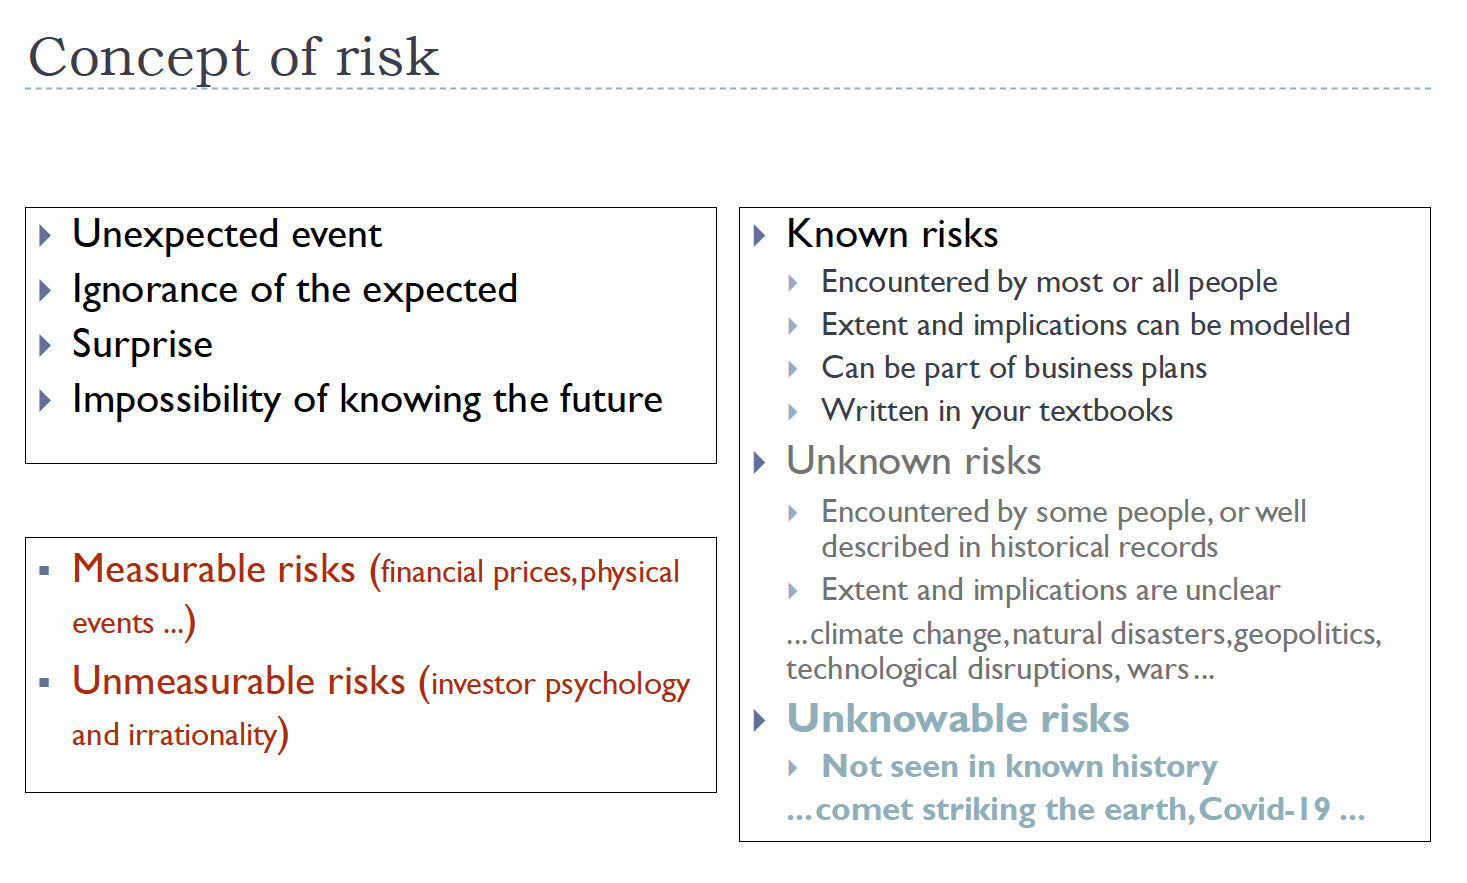 Concept of risk
Unexpected event
Ignorance of the expected
Surprise
Impossibility of knowing the future
Measurable risks (financial prices, physical
events ...)
Unmeasurable risks (investor psychology
and irrationality)
Known risks
Encountered by most or all people
Extent and implications can be modelled
Can be part of business plans
Written in your textbooks
Unknown risks
Encountered by some people, or well
described in historical records
Extent and implications are unclear
...climate change, natural disasters, geopolitics,
technological disruptions, wars...
Unknowable risks
Not seen in known history
...comet striking the earth, Covid-19 ...